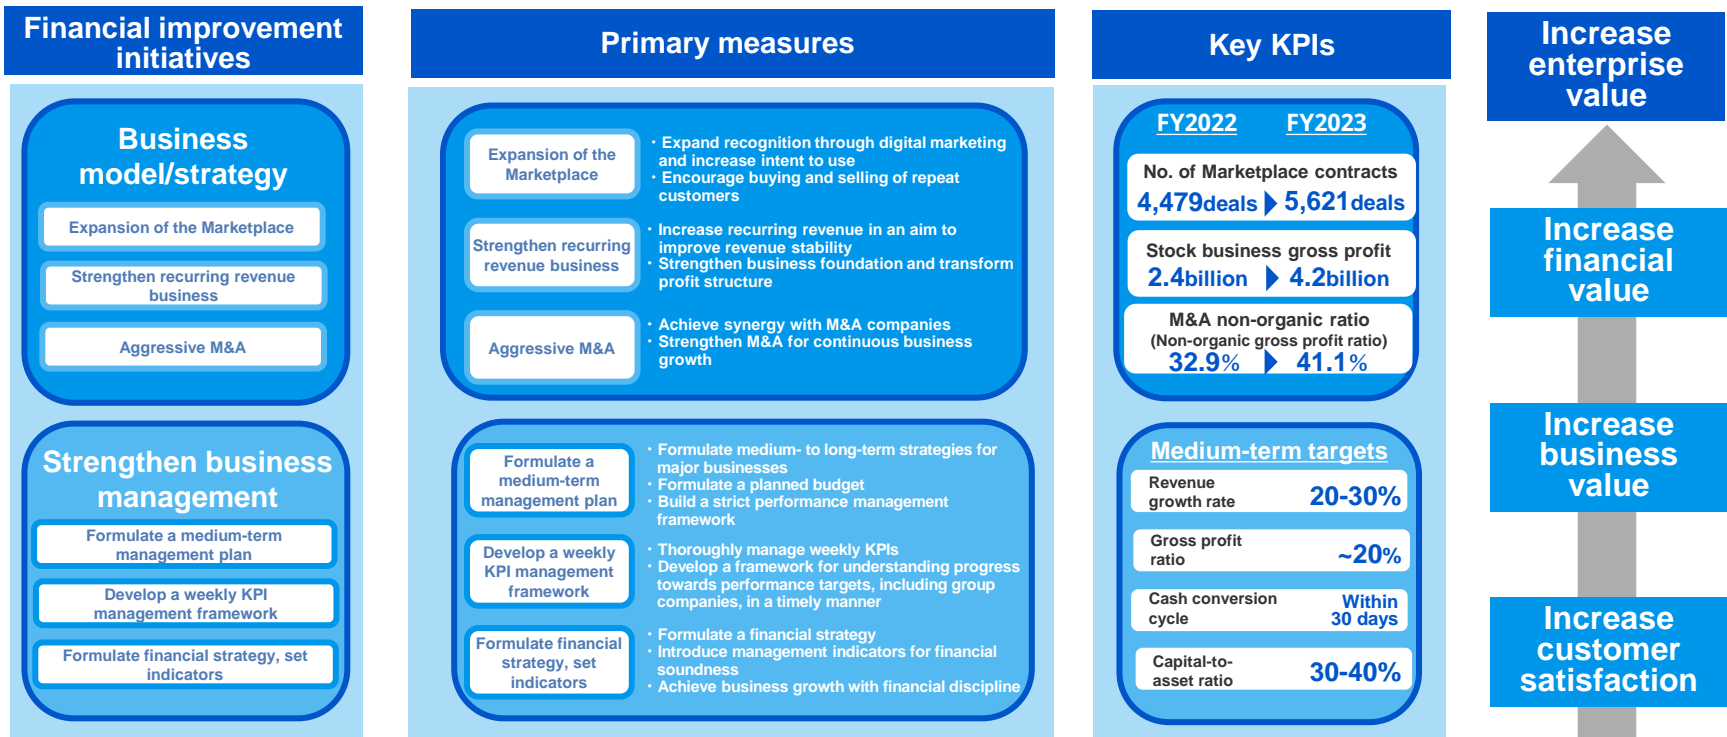 Financial improvement
initiatives
Business
model/strategy
Expansion of the Marketplace
Strengthen recurring revenue
business
Aggressive M&A
Strengthen business
management
Formulate a medium-term
management plan
Develop a weekly KPI
management framework
Formulate financial strategy, set
indicators
Primary measures
Expansion of the
Marketplace
・Expand recognition through digital marketing
and increase intent to use
・Encourage buying and selling of repeat
customers
Strengthen recurring
revenue business
・Increase recurring revenue in an aim to
improve revenue stability
・Strengthen business foundation and transform
profit structure
Aggressive M&A
・Achieve synergy with M&A companies
・Strengthen M&A for continuous business
growth
Formulate a
medium-term
management plan
・Formulate medium- to long-term strategies for
major businesses
・Formulate a planned budget
・Build a strict performance management
framework
Develop a weekly
KPI management
framework
・Thoroughly manage weekly KPIs
・Develop a framework for understanding progress
towards performance targets, including group
companies, in a timely manner
Formulate financial
strategy, set
indicators
・Formulate a financial strategy
・Introduce management indicators for financial
soundness
・Achieve business growth with financial discipline
Key KPIs
FY2022 FY2023
No. of Marketplace contracts
4,479deals 5,621deals
Stock business gross profit
2.4billion 4.2billion
M&A non-organic ratio
(Non-organic gross profit ratio)
32.9% 41.1%
Medium-term targets
Revenue
growth rate
20-30%
Gross profit
ratio
~20%
Cash conversion
cycle
Within
30 days
Capital-to-
asset ratio
30-40%
Increase
enterprise
value
Increase
financial
value
Increase
business
value
Increase
customer
satisfaction